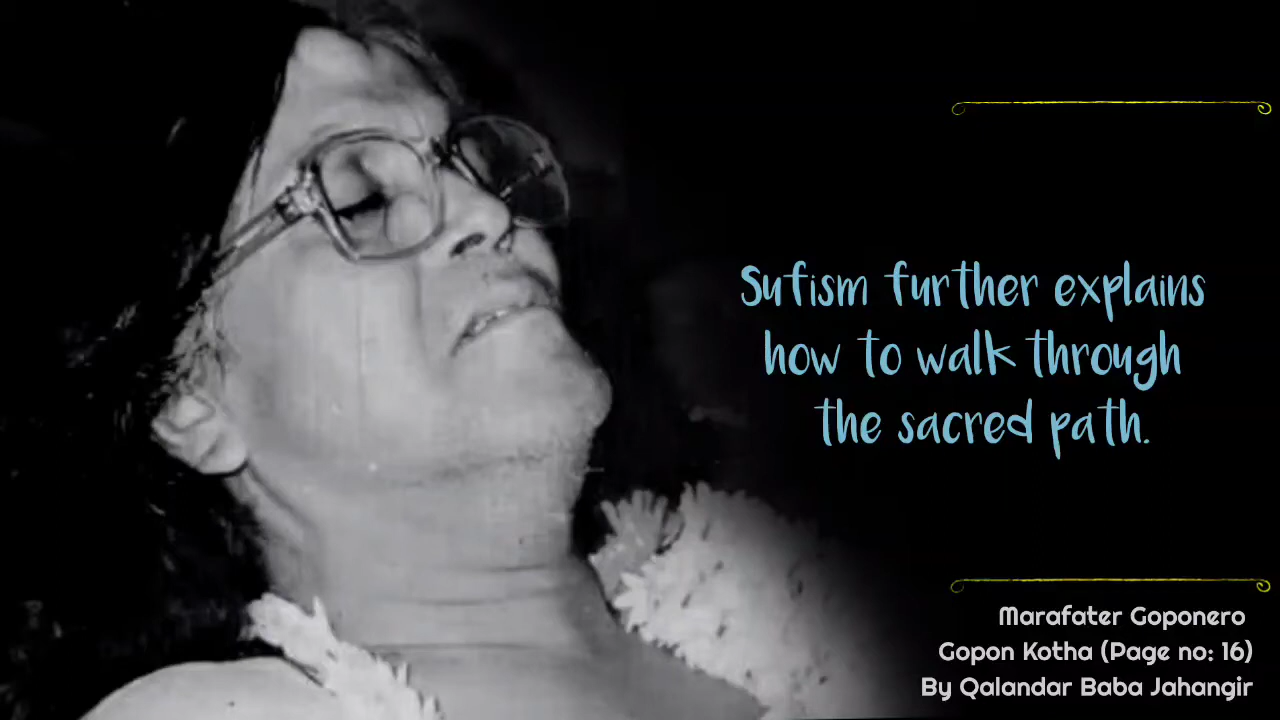 Sufism further explains
how to walk through
the sacred path.
Marafater Goponero
Gopon Kotha (Page no: 16)
By Qalandar Baba Jahangir